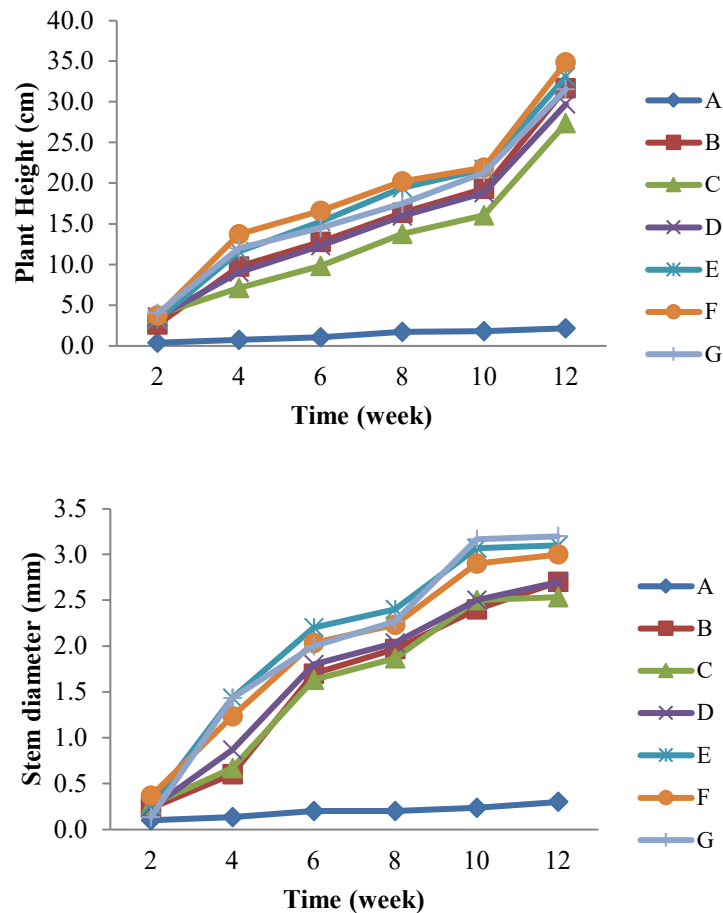 40.0
35.0
30.0
25.0
20.0
15.0
10.0
5.0
0.0
Plant Height (cm)
2 4 6 8 10 12
Time (week)
A
B
C
D
E
F
G
3.5
3.0
2.5
2.0
1.5
1.0
0.5
0.0
Stem diameter (mm)
2 4 6 8 10 12
Time (week)
A
B
C
D
E
F
G